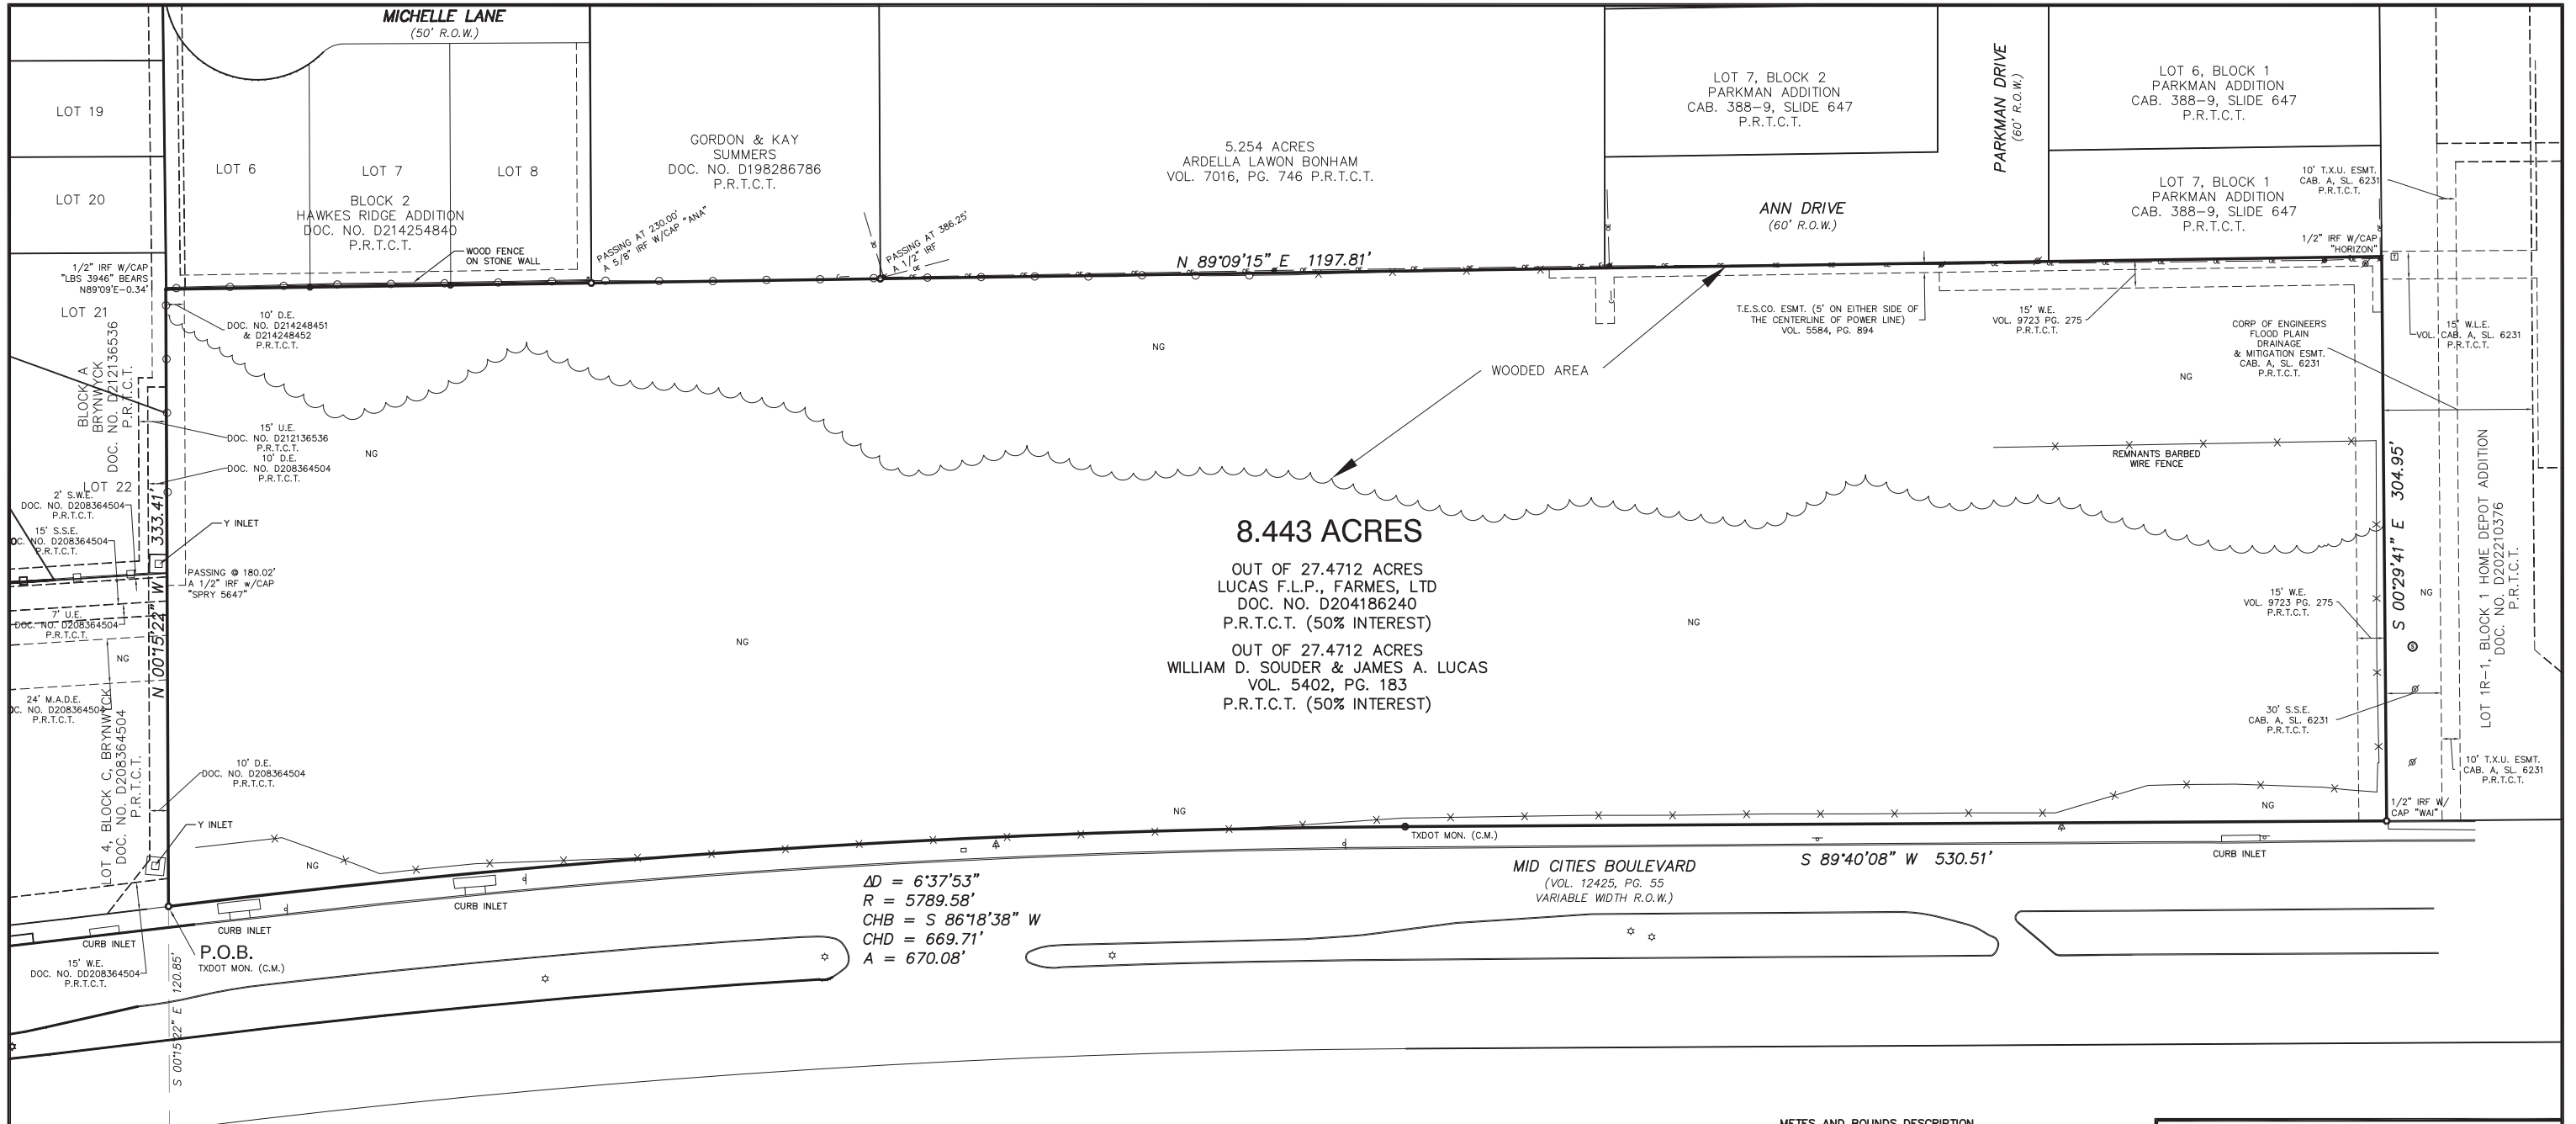 MICHELLE LANE
(50' R.O.W.)
LOT 19
LOT 20
LOT 6
LOT 7
LOT 8
BLOCK 2
HAWKES RIDGE ADDITION
DOC. NO. D214254840
P.R.T.C.T.
WOOD FENCE
ON STONE WALL
GORDON & KAY
SUMMERS
DOC. NO. D198286786
P.R.T.C.T.
PASSING AT 230.00'
A 5/8" IRF W/CAP "ANA"
5.254 ACRES
ARDELLA LAWON BONHAM
VOL. 7016, PG. 746 P.R.T.C.T.
PASSING AT 386.25'
A 1/2" IRF
LOT 7, BLOCK 2
PARKMAN ADDITION
CAB. 388-9, SLIDE 647
P.R.T.C.T.
PARKMAN DRIVE
(60' R.O.W.)
ANN DRIVE
(60' R.O.W.)
LOT 6, BLOCK 1
PARKMAN ADDITION
CAB. 388-9, SLIDE 647
P.R.T.C.T.
LOT 7, BLOCK 1
PARKMAN ADDITION
CAB. 388-9, SLIDE 647
P.R.T.C.T.
10' T.X.U. ESMT.
CAB. A, SL. 6231
P.R.T.C.T.
1/2" IRF W/CAP
"HORIZON"
1/2" IRF W/CAP
"LBS 3946" BEARS
N89°09'E-0.34'
N 89°09'15" E 1197.81'
LOT 21
BLOCK A
BRYNWYCK
DOC. NO. D212136536
P.R.T.C.T.
LOT 22
10' D.E.
DOC. NO. D214248451
& D214248452
P.R.T.C.T.
NG
T.E.S.CO. ESMT. (5' ON EITHER SIDE OF
THE CENTERLINE OF POWER LINE)
VOL. 5584, PG. 894
15' W.E.
VOL. 9723 PG. 275
P.R.T.C.T.
CORP OF ENGINEERS
FLOOD PLAIN
DRAINAGE
& MITIGATION ESMT.
CAB. A, SL. 6231
P.R.T.C.T.
15' W.L.E.
VOL. CAB. A, SL. 6231
P.R.T.C.T.
WOODED AREA
NG
15' U.E.
DOC. NO. D212136536
P.R.T.C.T.
10' D.E.
DOC. NO. D208364504
P.R.T.C.T.
NG
REMNANTS BARBED
WIRE FENCE
2' S.W.E.
DOC. NO. D208364504
P.R.T.C.T.
15' S.S.E.
OC. NO. D208364504
P.R.T.C.T.
Y INLET
PASSING @ 180.02'
A 1/2" IRF w/CAP
"SPRY 5647"
N 00°15'22" W 333.41'
7' U.E.
DOC. NO. D208364504
P.R.T.C.T.
NG
24' M.A.D.E.
C. NO. D208364504
P.R.T.C.T.
LOT 4, BLOCK C, BRYNWYCK
DOC. NO. D208364504
P.R.T.C.T.
8.443 ACRES
OUT OF 27.4712 ACRES
LUCAS F.L.P., FARMES, LTD
DOC. NO. D204186240
P.R.T.C.T. (50% INTEREST)
OUT OF 27.4712 ACRES
WILLIAM D. SOUDER & JAMES A. LUCAS
VOL. 5402, PG. 183
P.R.T.C.T. (50% INTEREST)
NG
NG
15' W.E.
VOL. 9723 PG. 275
P.R.T.C.T.
S 00°29'41" E 304.95'
NG
LOT 1R-1, BLOCK 1 HOME DEPOT ADDITION
DOC. NO. D202210376
P.R.T.C.T.
30' S.S.E.
CAB. A, SL. 6231
P.R.T.C.T.
10' T.X.U. ESMT.
CAB. A, SL. 6231
P.R.T.C.T.
10' D.E.
DOC. NO. D208364504
P.R.T.C.T.
Y INLET
NG
NG
NG
1/2" IRF W/
CAP "WAI"
TXDOT MON. (C.M.)
MID CITIES BOULEVARD
(VOL. 12425, PG. 55
VARIABLE WIDTH R.O.W.)
S 89°40'08" W 530.51'
CURB INLET
CURB INLET
CURB INLET
CURB INLET
ΔD = 6°37'53"
R = 5789.58'
CHB = S 86°18'38" W
CHD = 669.71'
A = 670.08'
P.O.B.
TXDOT MON. (C.M.)
15' W.E.
DOC. NO. DD208364504
P.R.T.C.T.
S 00°15'22" E 120.85'
METES AND BOUNDS DESCRIPTION